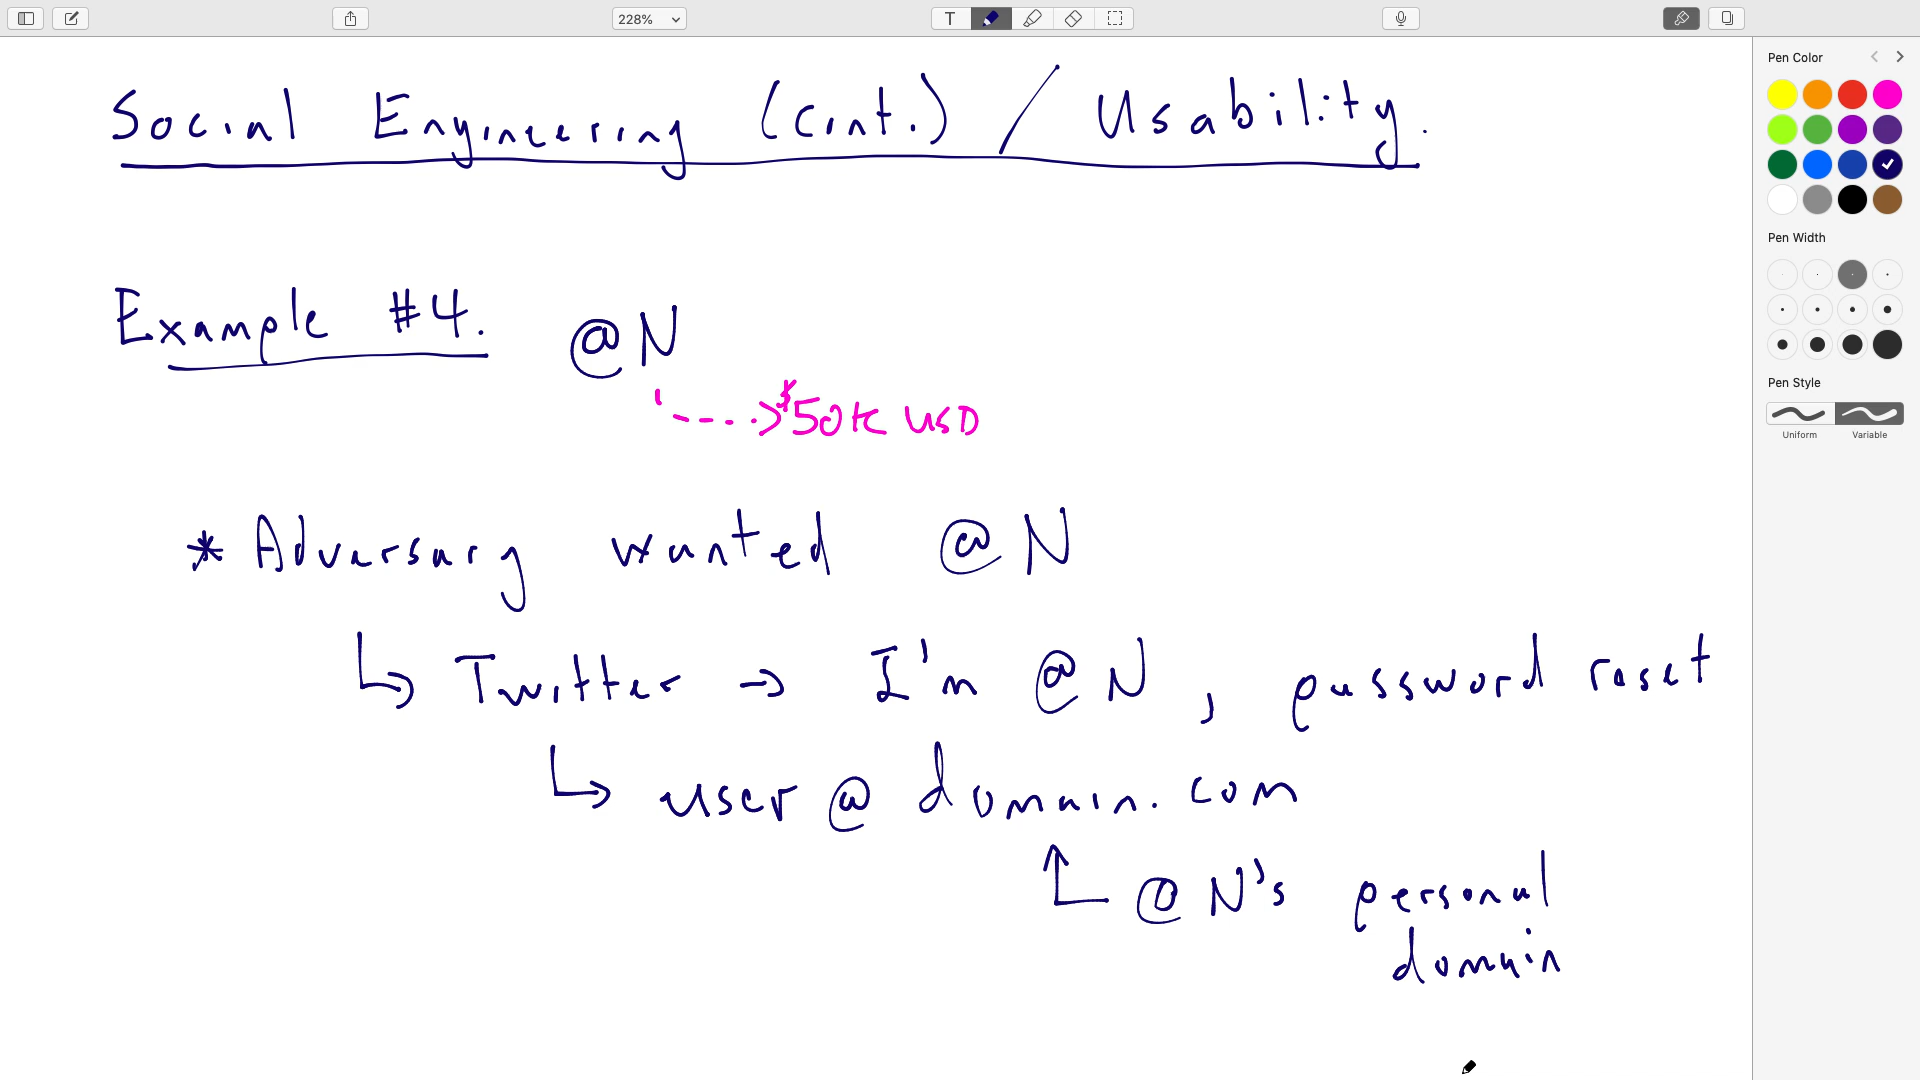 228%
T
Pen Color
Social Engineering (cont.) / Usability.
Pen Width
Example #4. @N
Pen Style
----> $50K USD
Uniform
Variable
* Adversary wanted @N
↳ Twitter → I'm @N, password reset
↳ user@domain.com
@N's personal
domain